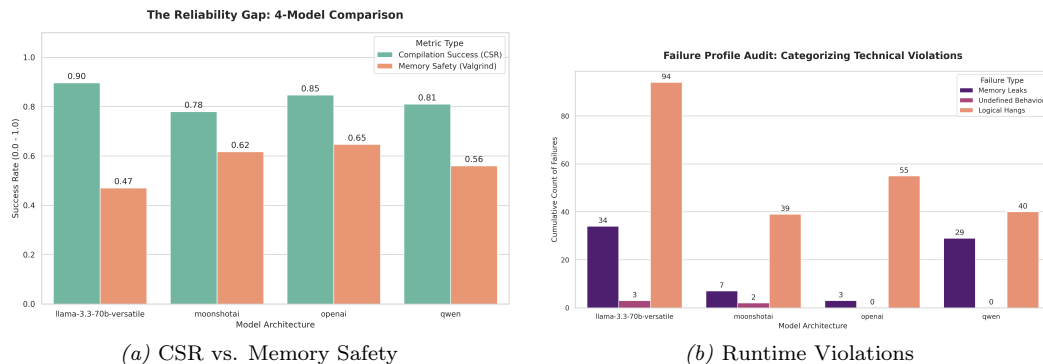 The Reliability Gap: 4-Model Comparison
Metric Type
Compilation Success (CSR)
Memory Safety (Valgrind)
Success Rate (0.0 - 1.0)
1.0
0.8
0.6
0.4
0.2
0.0
0.90
0.47
0.78
0.62
0.85
0.65
0.81
0.56
llama-3.3-70b-versatile
moonshotai
openai
qwen
Model Architecture
(a) CSR vs. Memory Safety
Failure Profile Audit: Categorizing Technical Violations
Failure Type
Memory Leaks
Undefined Behavior
Logical Hangs
Cumulative Count of Failures
80
60
40
20
0
34
3
94
7
2
39
3
0
55
29
0
40
llama-3.3-70b-versatile
moonshotai
openai
qwen
Model Architecture
(b) Runtime Violations